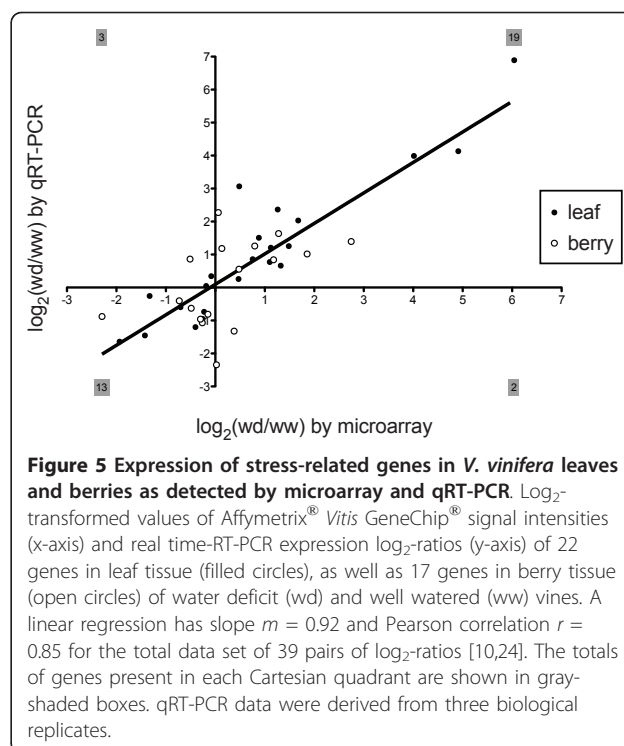 3
19
7
6
5
4
3
2
1
0
-1
-2
-3
-3
-2
-1
0
1
2
3
4
5
6
7
log2(wd/ww) by qRT-PCR
leaf
berry
13
2
log2(wd/ww) by microarray
Figure 5 Expression of stress-related genes in V. vinifera leaves
and berries as detected by microarray and qRT-PCR. Log2-
transformed values of Affymetrix® Vitis GeneChip® signal intensities
(x-axis) and real time-RT-PCR expression log2-ratios (y-axis) of 22
genes in leaf tissue (filled circles), as well as 17 genes in berry tissue
(open circles) of water deficit (wd) and well watered (ww) vines. A
linear regression has slope m = 0.92 and Pearson correlation r =
0.85 for the total data set of 39 pairs of log2-ratios [10,24]. The totals
of genes present in each Cartesian quadrant are shown in gray-
shaded boxes. qRT-PCR data were derived from three biological
replicates.